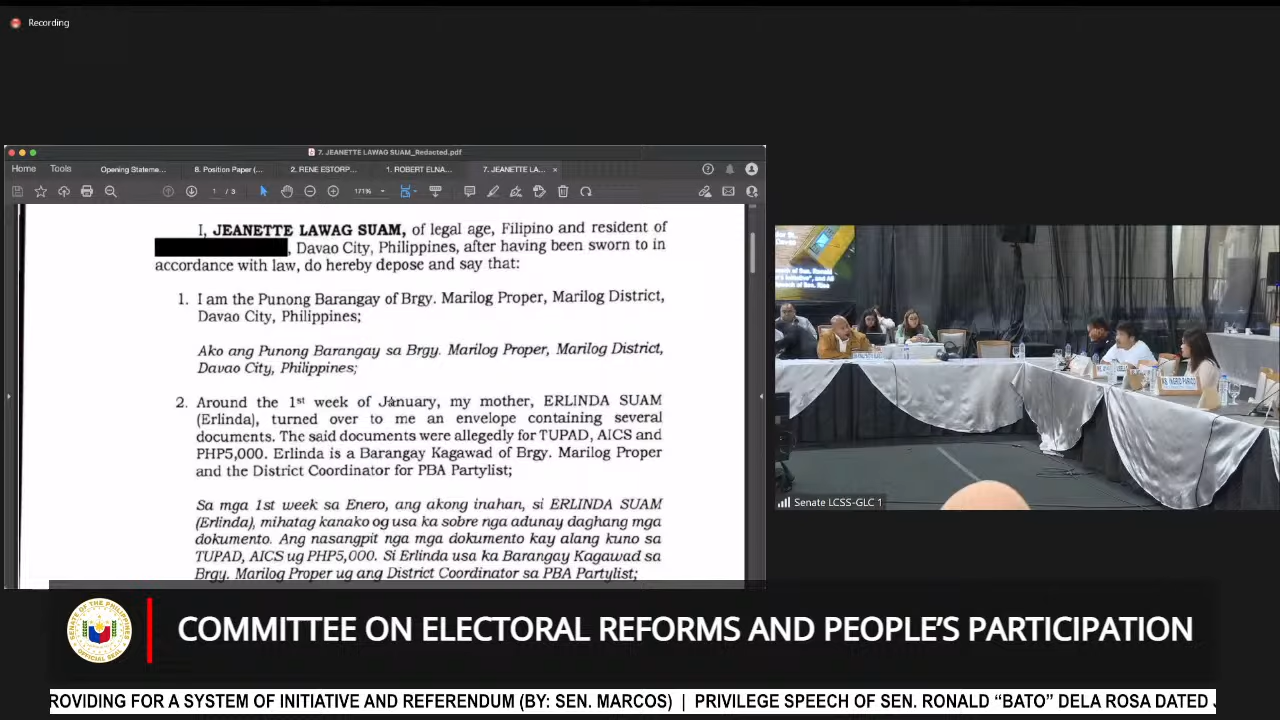 Recording
7. JEANETTE LAWAG SUAM_Redacted.pdf
Home Tools Opening Stateme... 8. Position Paper (... 2. RENE ESTORP... 1. ROBERT ELNA... 7. JEANETTE LA... ×
1 / 3 171%
I, JEANETTE LAWAG SUAM, of legal age, Filipino and resident of
, Davao City, Philippines, after having been sworn to in
accordance with law, do hereby depose and say that:
1. I am the Punong Barangay of Brgy. Marilog Proper, Marilog District,
Davao City, Philippines;
Ako ang Punong Barangay sa Brgy. Marilog Proper, Marilog District,
Davao City, Philippines;
2. Around the 1st week of January, my mother, ERLINDA SUAM
(Erlinda), turned over to me an envelope containing several
documents. The said documents were allegedly for TUPAD, AICS and
PHP5,000. Erlinda is a Barangay Kagawad of Brgy. Marilog Proper
and the District Coordinator for PBA Partylist;
Sa mga 1st week sa Enero, ang akong inahan, si ERLINDA SUAM
(Erlinda), mihatag kanako og usa ka sobre nga adunay daghang mga
dokumento. Ang nasangpit nga mga dokumento kay alang kuno sa
TUPAD, AICS ug PHP5,000. Si Erlinda usa ka Barangay Kagawad sa
Brgy. Marilog Proper ug ang District Coordinator sa PBA Partylist;
Senate LCSS-GLC 1
COMMITTEE ON ELECTORAL REFORMS AND PEOPLE'S PARTICIPATION
ROVIDING FOR A SYSTEM OF INITIATIVE AND REFERENDUM (BY: SEN. MARCOS) | PRIVILEGE SPEECH OF SEN. RONALD “BATO” DELA ROSA DATED